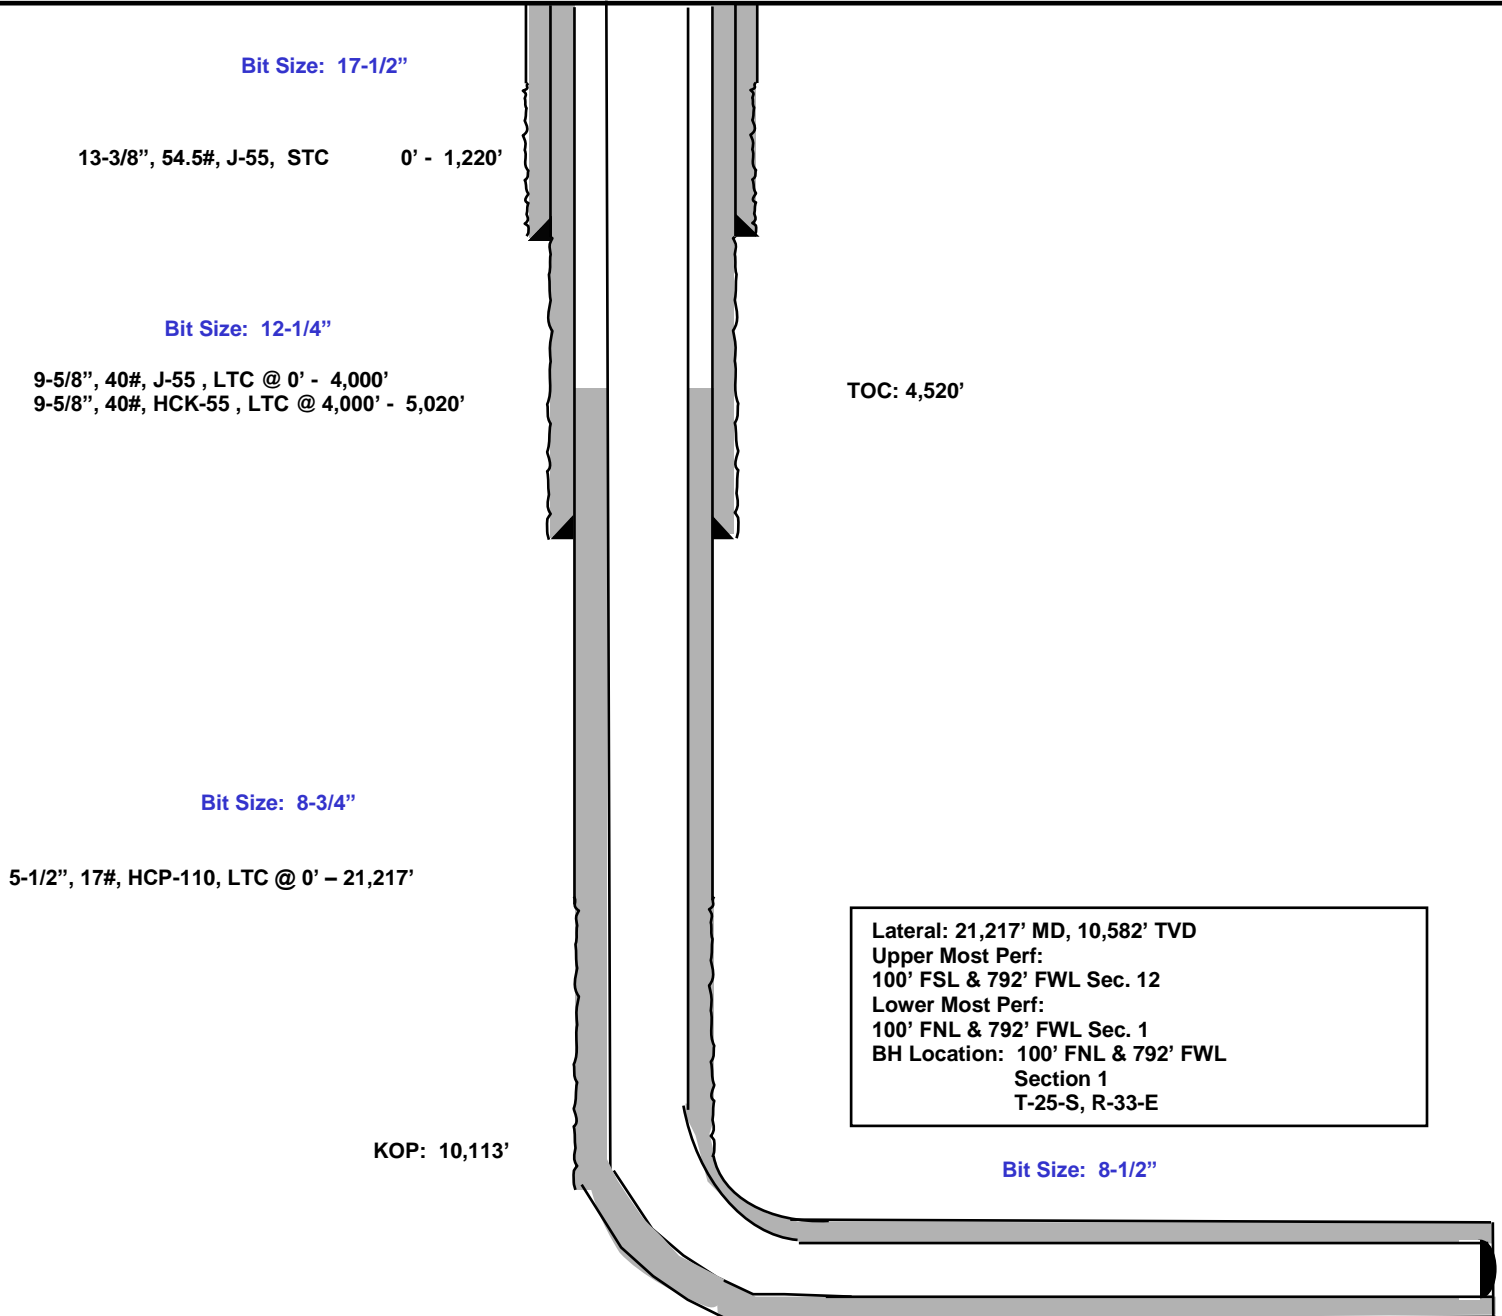 Bit Size: 17-1/2”
13-3/8”, 54.5#, J-55, STC 0’ - 1,220’
Bit Size: 12-1/4”
9-5/8”, 40#, J-55 , LTC @ 0’ - 4,000’
9-5/8”, 40#, HCK-55 , LTC @ 4,000’ - 5,020’
TOC: 4,520’
Bit Size: 8-3/4”
5-1/2”, 17#, HCP-110, LTC @ 0’ – 21,217’
Lateral: 21,217’ MD, 10,582’ TVD
Upper Most Perf:
100’ FSL & 792’ FWL Sec. 12
Lower Most Perf:
100’ FNL & 792’ FWL Sec. 1
BH Location: 100’ FNL & 792’ FWL
Section 1
T-25-S, R-33-E
KOP: 10,113’
Bit Size: 8-1/2”